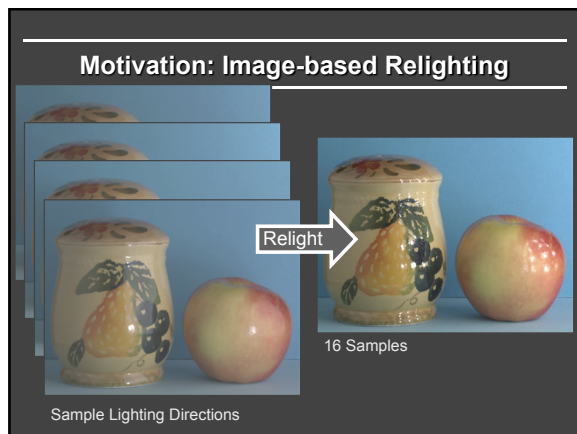 Motivation: Image-based Relighting
Relight
16 Samples
Sample Lighting Directions